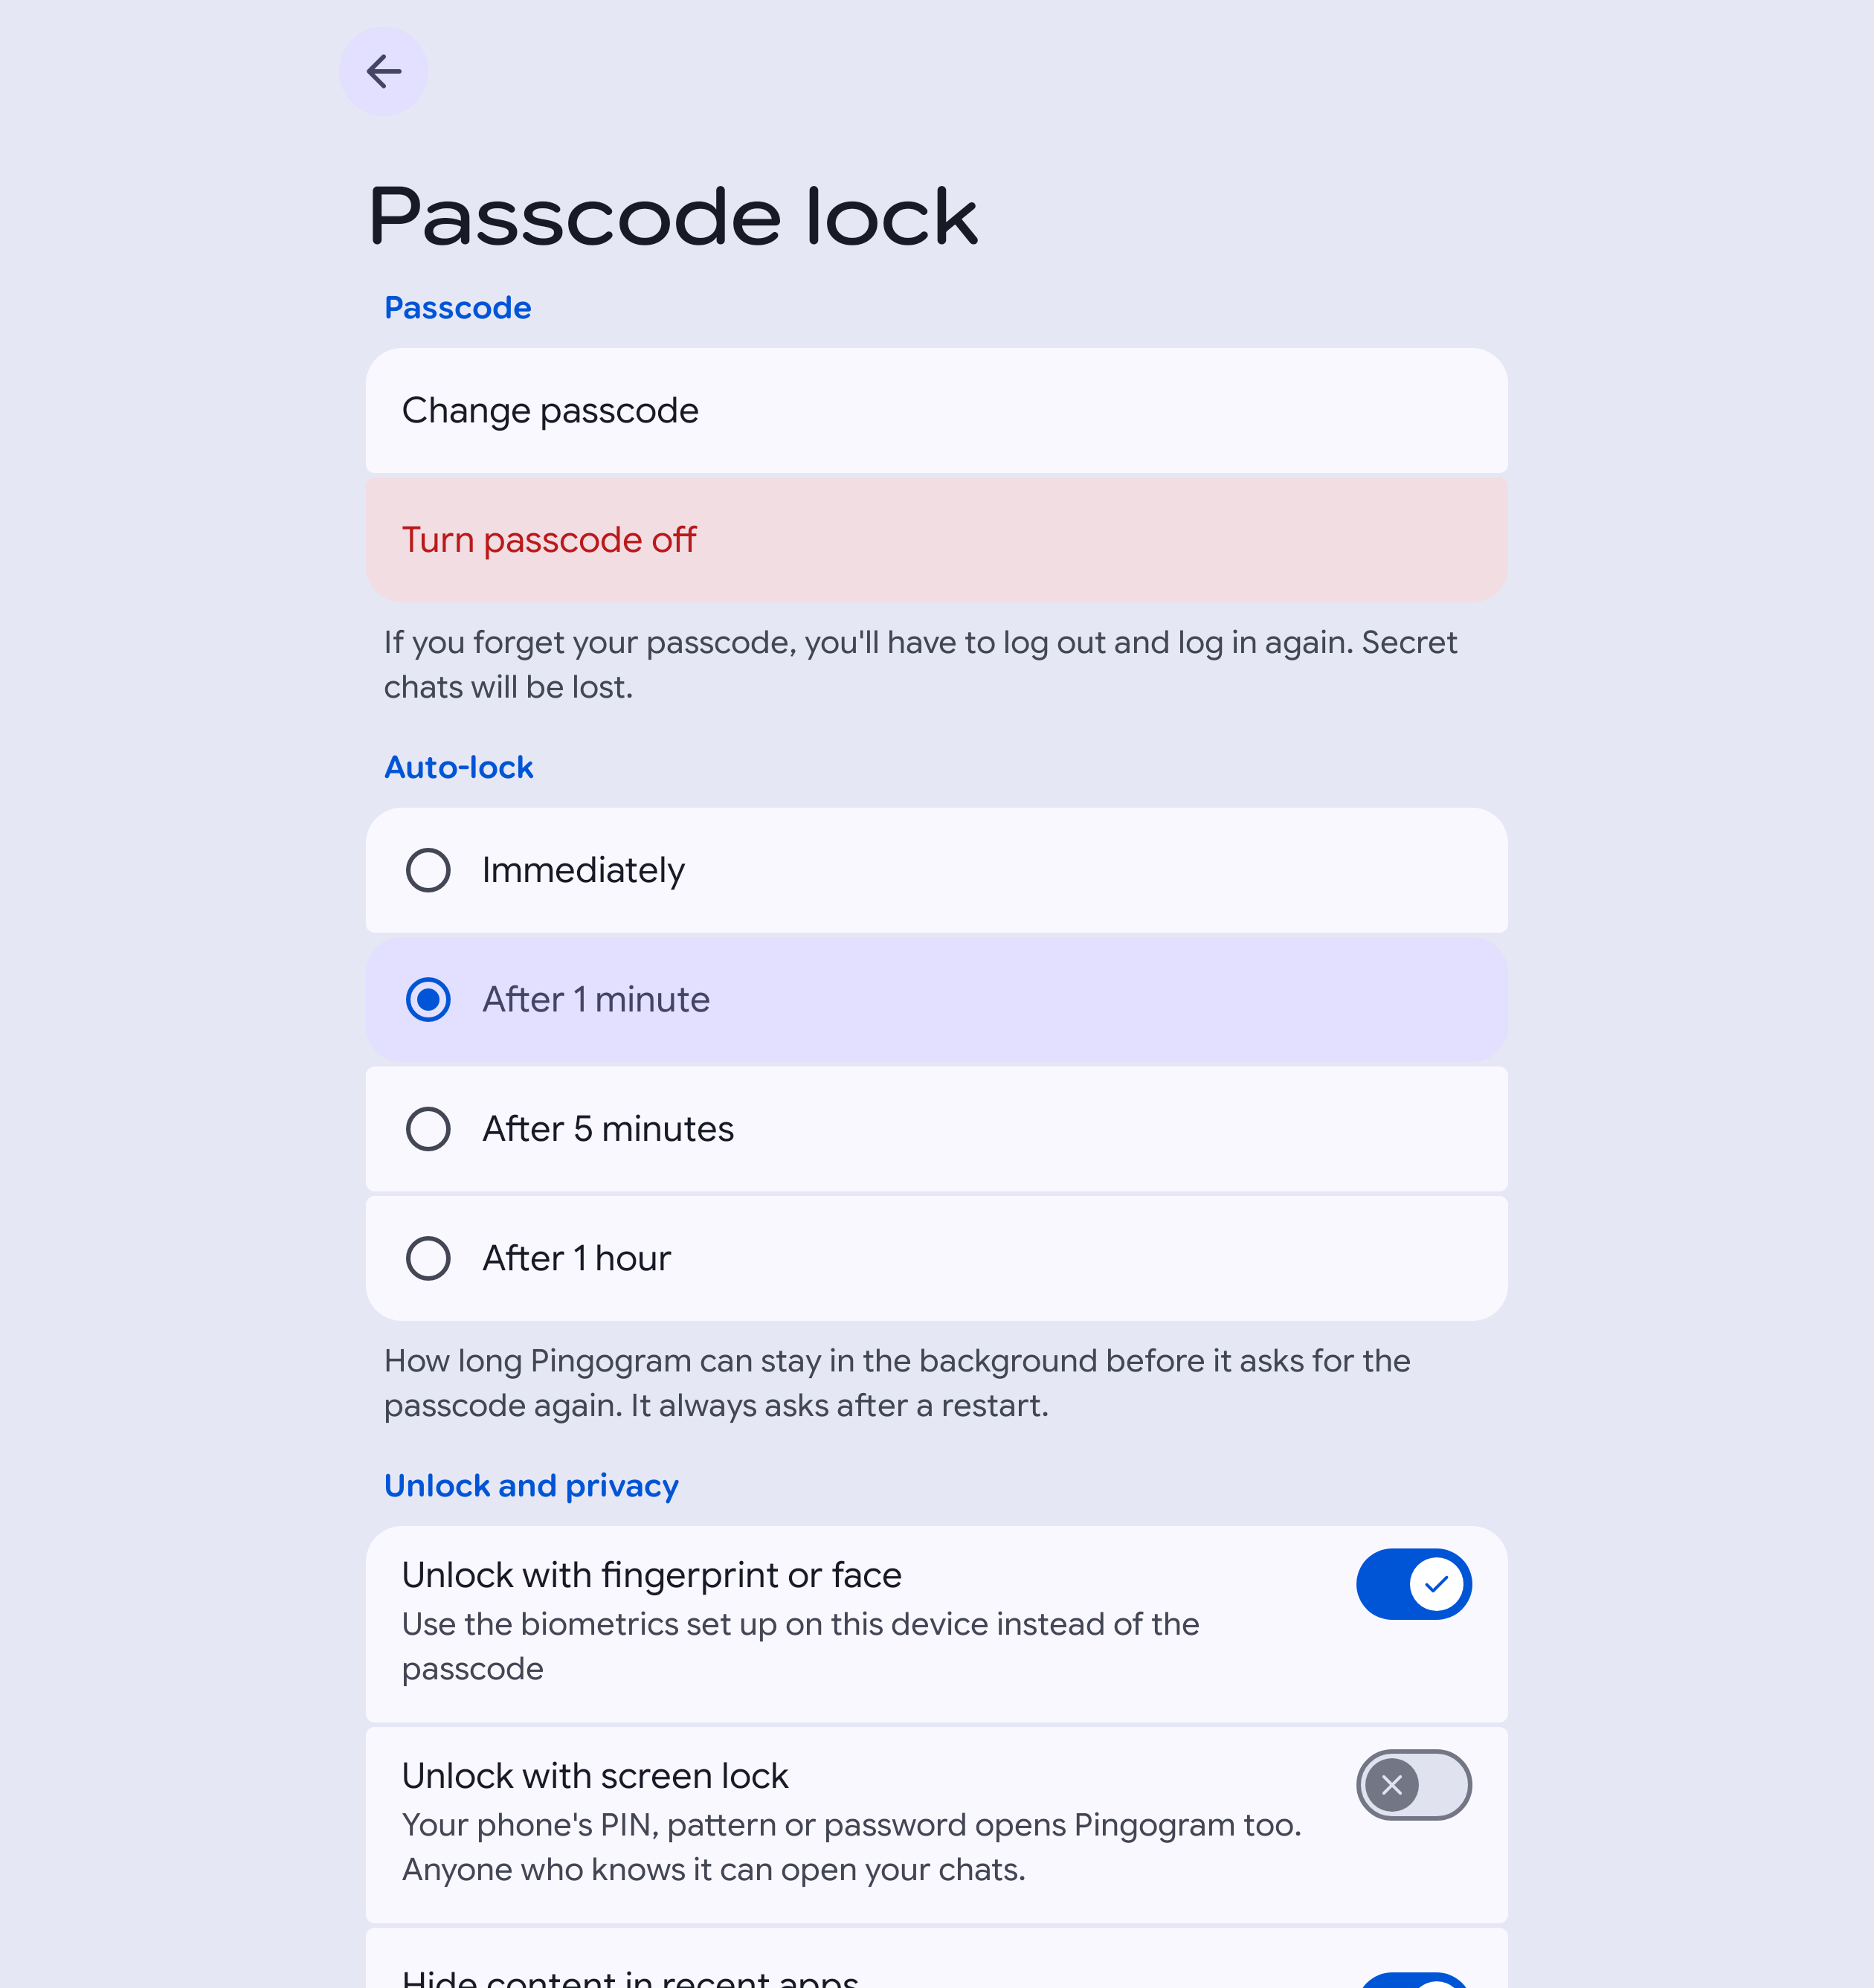 Passcode lock
Passcode
Change passcode
Turn passcode off
If you forget your passcode, you'll have to log out and log in again. Secret
chats will be lost.
Auto-lock
Immediately
After 1 minute
After 5 minutes
After 1 hour
How long Pingogram can stay in the background before it asks for the
passcode again. It always asks after a restart.
Unlock and privacy
Unlock with fingerprint or face
Use the biometrics set up on this device instead of the
passcode
Unlock with screen lock
Your phone's PIN, pattern or password opens Pingogram too.
Anyone who knows it can open your chats.
Hide content in recent apps